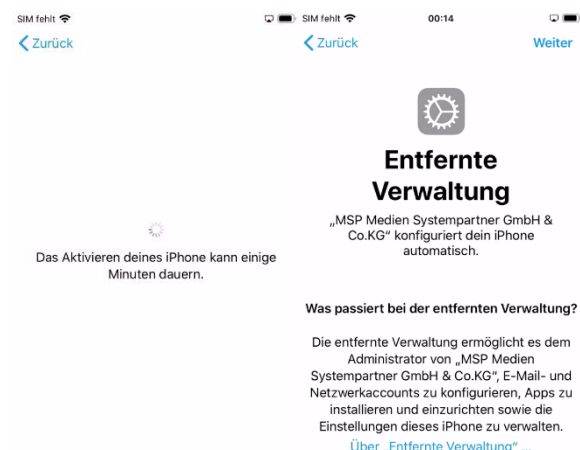 SIM fehlt
Zurück
Das Aktivieren deines iPhone kann einige
Minuten dauern.
SIM fehlt 00:14
Zurück Weiter
Entfernte
Verwaltung
„MSP Medien Systempartner GmbH &
Co.KG“ konfiguriert dein iPhone
automatisch.
Was passiert bei der entfernten Verwaltung?
Die entfernte Verwaltung ermöglicht es dem
Administrator von „MSP Medien
Systempartner GmbH & Co.KG“, E-Mail- und
Netzwerkaccounts zu konfigurieren, Apps zu
installieren und einzurichten sowie die
Einstellungen dieses iPhone zu verwalten.
Über „Entfernte Verwaltung“ ...